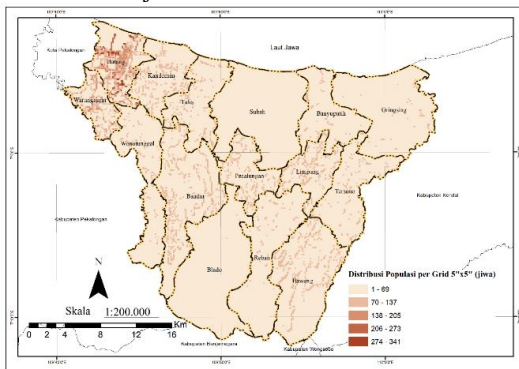 Laut Jawa
Kota Pekalongan
Batang
Kandeman
Warungasem
Tulis
Subah
Banyuputih
Gringsing
Wonotunggal
Pecalungan
Limpung
Tersono
Bandar
Kabupaten Kendal
Kabupaten Pekalongan
Reban
Blado
Bawang
N
Skala 1:200.000
0 2 4 8 12 16
Km
Distribusi Populasi per Grid 5"x5" (jiwa)
1 - 69
70 - 137
138 - 205
206 - 273
274 - 341
Kabupaten Banjarnegara
Kabupaten Wonosobo